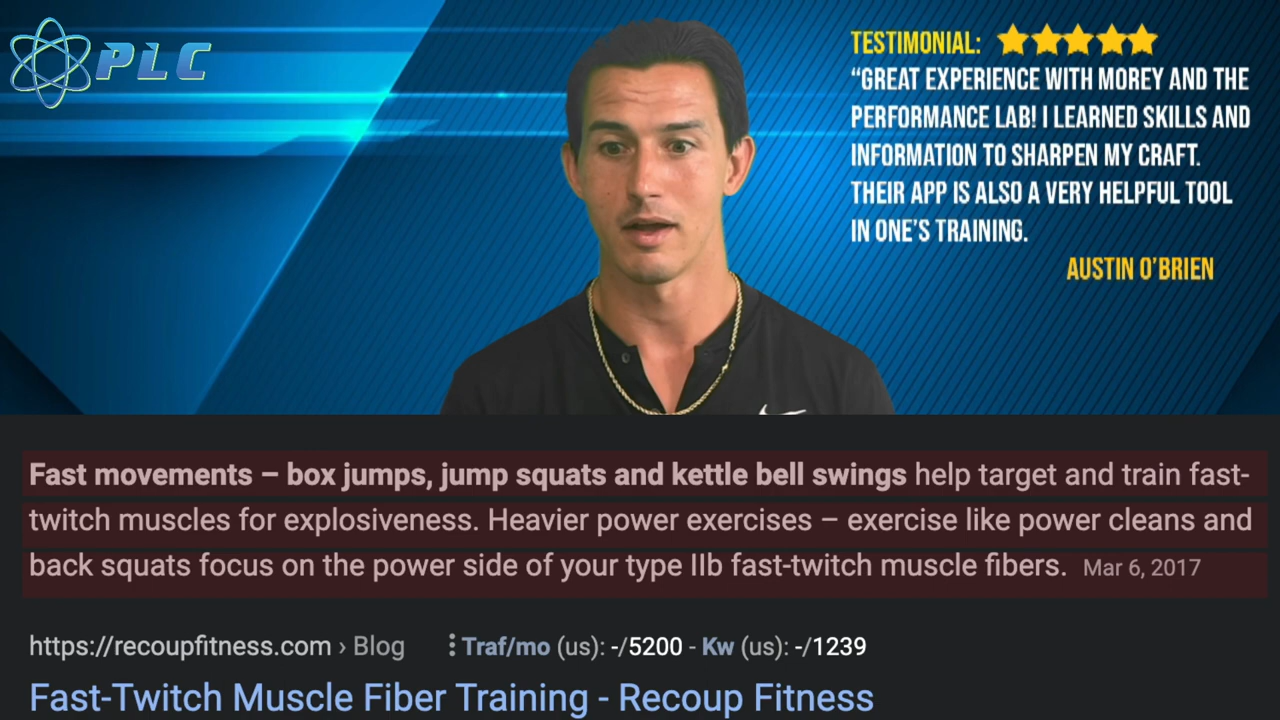 PLC
TESTIMONIAL:
“GREAT EXPERIENCE WITH MOREY AND THE
PERFORMANCE LAB! I LEARNED SKILLS AND
INFORMATION TO SHARPEN MY CRAFT.
THEIR APP IS ALSO A VERY HELPFUL TOOL
IN ONE’S TRAINING.
AUSTIN O’BRIEN
Fast movements – box jumps, jump squats and kettle bell swings help target and train fast-
twitch muscles for explosiveness. Heavier power exercises – exercise like power cleans and
back squats focus on the power side of your type IIb fast-twitch muscle fibers. Mar 6, 2017
https://recoupfitness.com › Blog ⋮ Traf/mo (us): -/5200 - Kw (us): -/1239
Fast-Twitch Muscle Fiber Training - Recoup Fitness